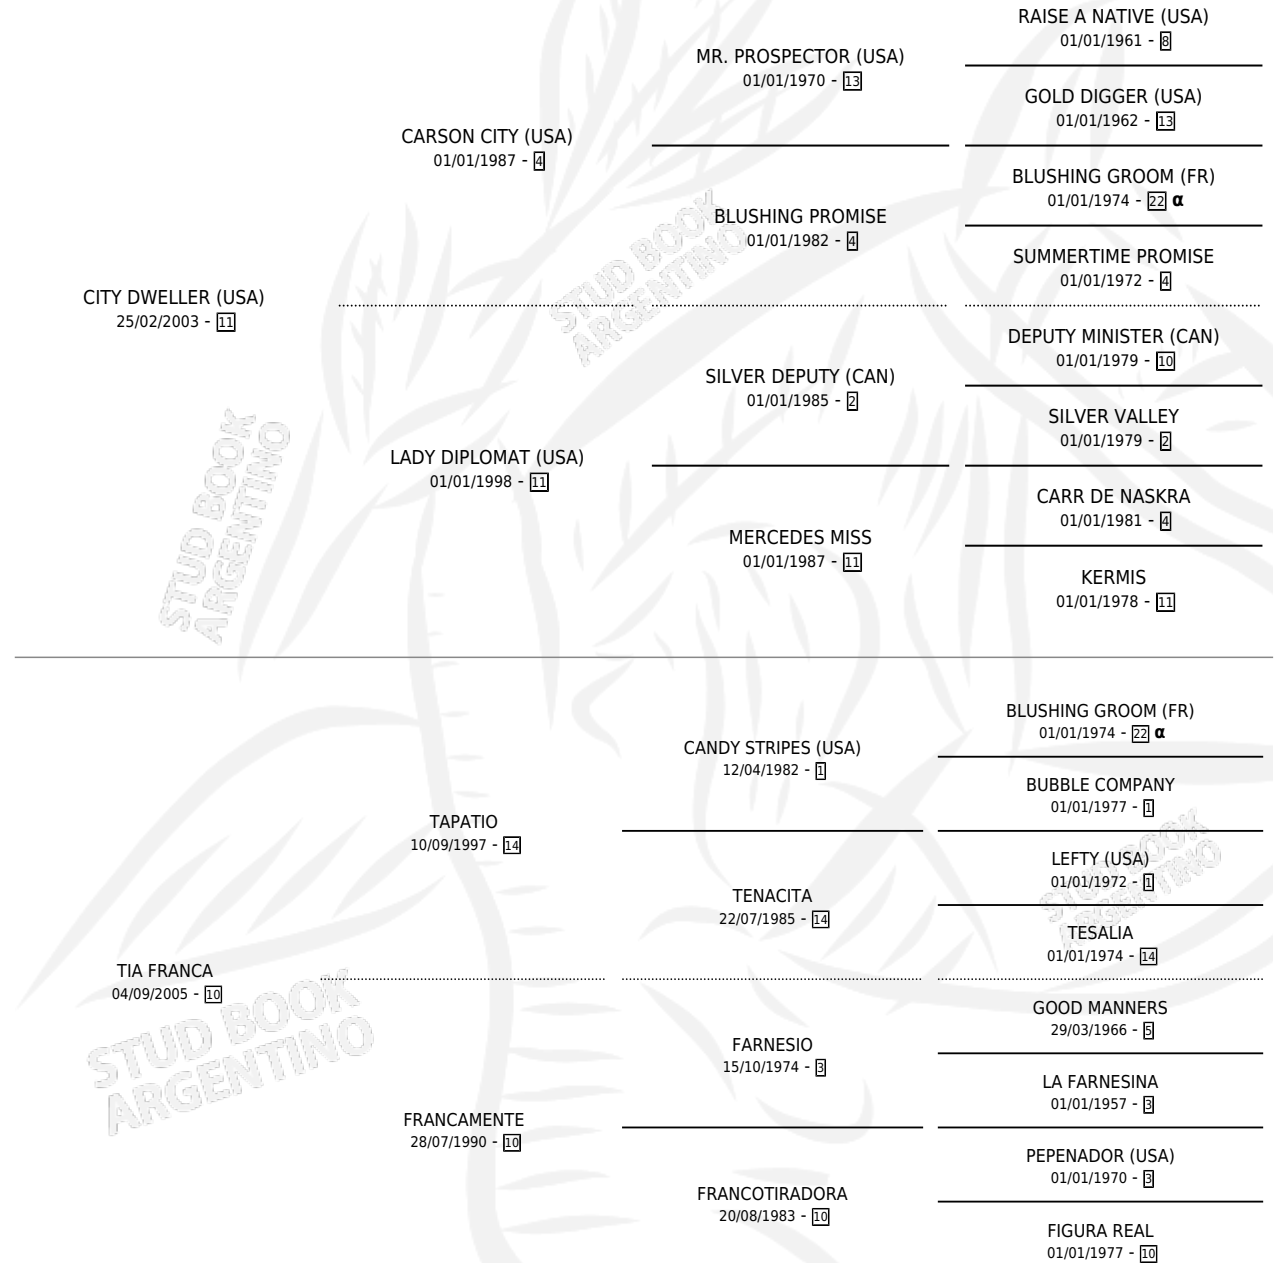 RAISE A NATIVE (USA)
01/01/1961 - 8
MR. PROSPECTOR (USA)
01/01/1970 - 13
GOLD DIGGER (USA)
01/01/1962 - 13
CARSON CITY (USA)
01/01/1987 - 4
BLUSHING GROOM (FR)
01/01/1974 - 22 α
BLUSHING PROMISE
01/01/1982 - 4
SUMMERTIME PROMISE
01/01/1972 - 4
CITY DWELLER (USA)
25/02/2003 - 11
DEPUTY MINISTER (CAN)
01/01/1979 - 10
SILVER DEPUTY (CAN)
01/01/1985 - 2
SILVER VALLEY
01/01/1979 - 2
LADY DIPLOMAT (USA)
01/01/1998 - 11
CARR DE NASKRA
01/01/1981 - 4
MERCEDES MISS
01/01/1987 - 11
KERMIS
01/01/1978 - 11
BLUSHING GROOM (FR)
01/01/1974 - 22 α
CANDY STRIPES (USA)
12/04/1982 - 1
BUBBLE COMPANY
01/01/1977 - 1
TAPATIO
10/09/1997 - 14
LEFTY (USA)
01/01/1972 - 1
TENACITA
22/07/1985 - 14
TESALIA
01/01/1974 - 14
TIA FRANCA
04/09/2005 - 10
GOOD MANNERS
29/03/1966 - 5
FARNESIO
15/10/1974 - 3
LA FARNESINA
01/01/1957 - 3
FRANCAMENTE
28/07/1990 - 10
PEPENADOR (USA)
01/01/1970 - 3
FRANCOTIRADORA
20/08/1983 - 10
FIGURA REAL
01/01/1977 - 10
STUD BOOK
ARGENTINO
STUD BOOK
ARGENTINO
STUD BOOK
ARGENTINO
STUD BOOK
ARGENTINO